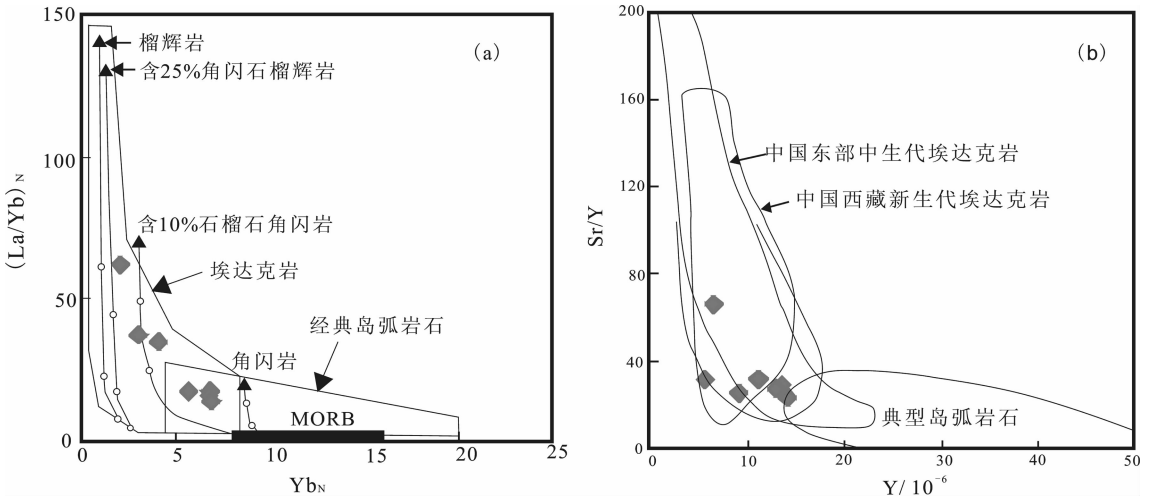 150
100
50
0
(La/Yb) N
0
5
10
15
20
25
YbN
(a)
榴辉岩
含25%角闪石榴辉岩
含10%石榴石角闪岩
埃达克岩
经典岛弧岩石
角闪岩
MORB
200
160
120
80
40
0
Sr/Y
0
10
20
30
40
50
Y/ 10-6
(b)
中国东部中生代埃达克岩
中国西藏新生代埃达克岩
典型岛弧岩石